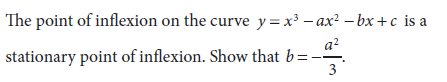 The point of inflexion on the curve y = x³ – ax² – bx + c is a
stationary point of inflexion. Show that b = –a²/3.